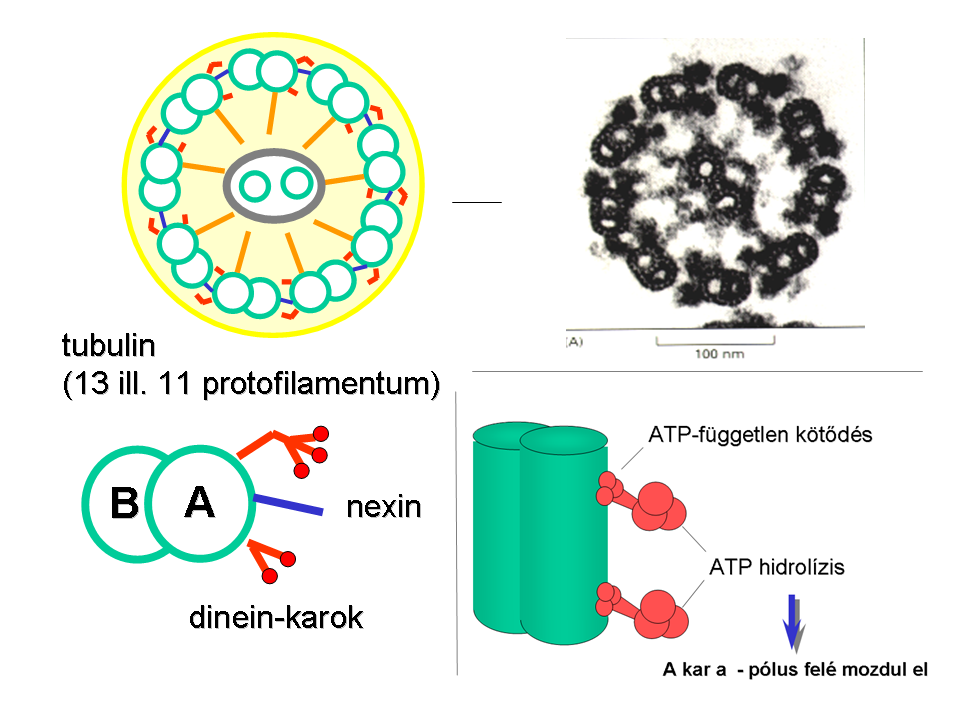 (A)
100 nm
tubulin
(13 ill. 11 protofilamentum)
B
A
nexin
dinein-karok
ATP-független kötődés
ATP hidrolízis
A kar a - pólus felé mozdul el